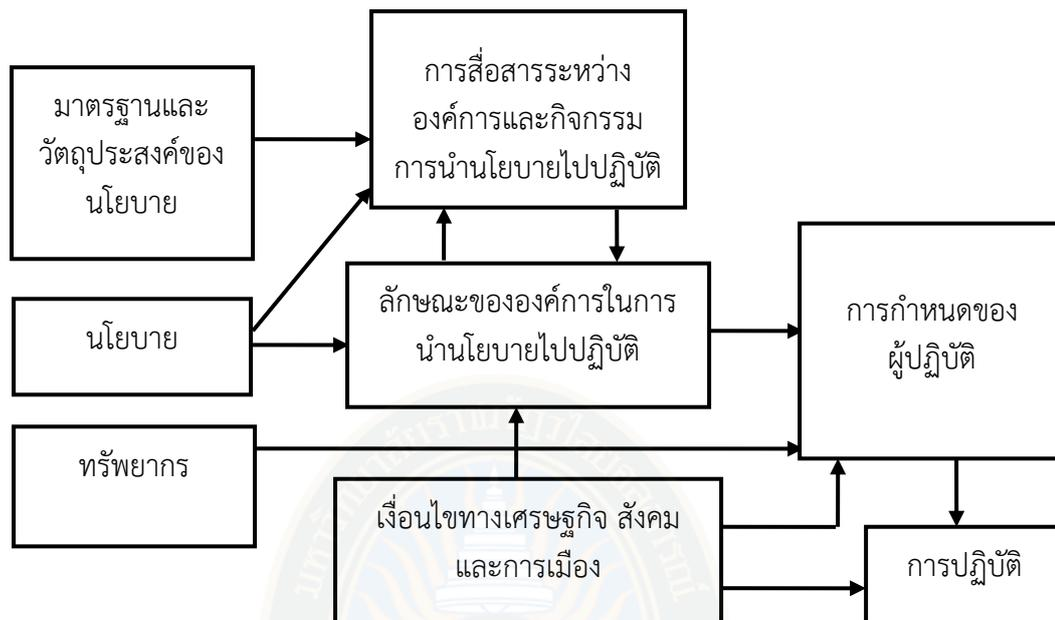 การสื่อสารระหว่าง
องค์การและกิจกรรม
การนำนโยบายไปปฏิบัติ
มาตรฐานและ
วัตถุประสงค์ของ
นโยบาย
นโยบาย
ลักษณะขององค์การในการ
นำนโยบายไปปฏิบัติ
การกำหนดของ
ผู้ปฏิบัติ
ทรัพยากร
เงื่อนไขทางเศรษฐกิจ สังคม
และการเมือง
การปฏิบัติ